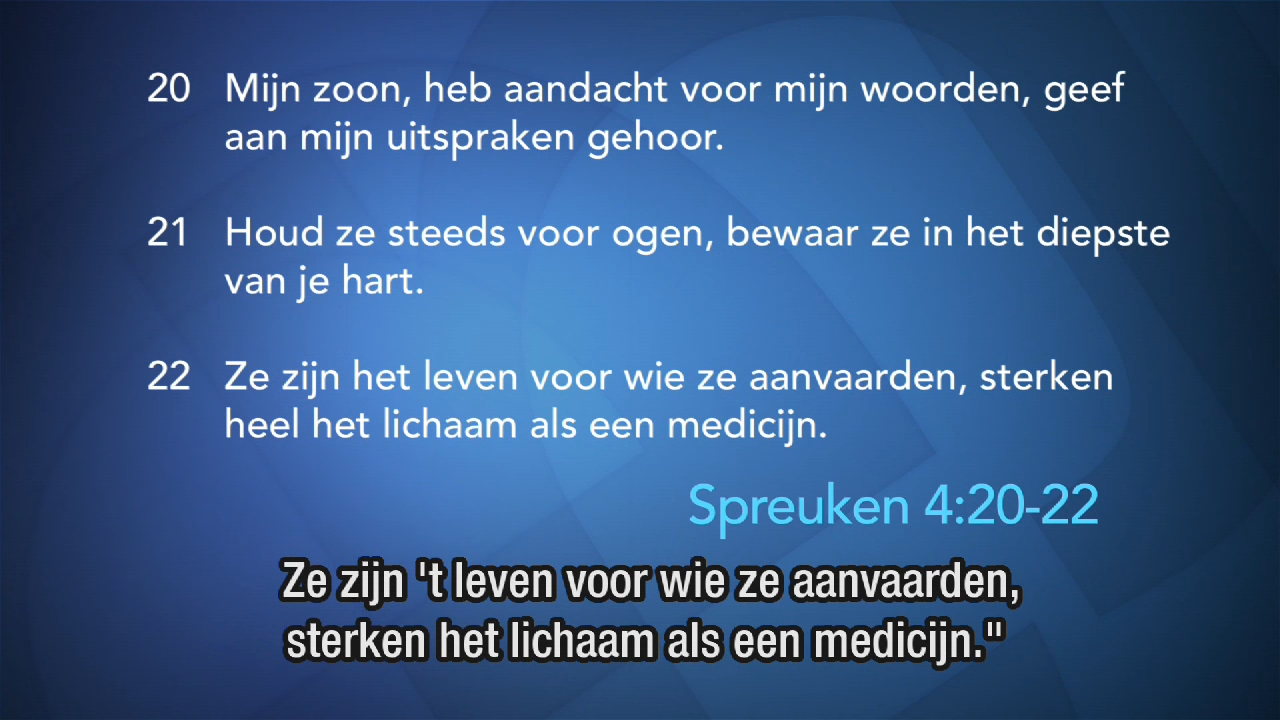 20 Mijn zoon, heb aandacht voor mijn woorden, geef
aan mijn uitspraken gehoor.
21 Houd ze steeds voor ogen, bewaar ze in het diepste
van je hart.
22 Ze zijn het leven voor wie ze aanvaarden, sterken
heel het lichaam als een medicijn.
Spreuken 4:20-22
Ze zijn 't leven voor wie ze aanvaarden,
sterken het lichaam als een medicijn."